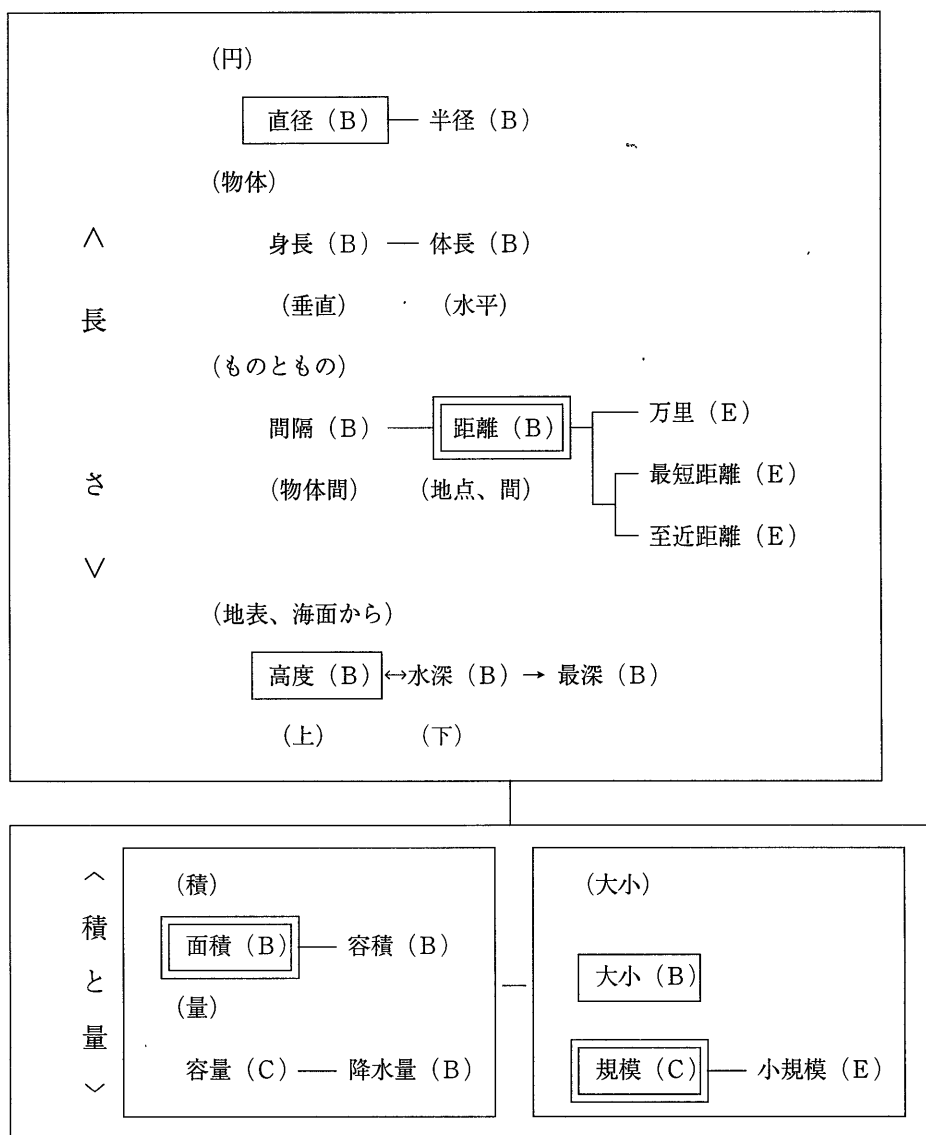 (円)
直径(B) 半径(B)
(物体)
身長(B) 体長(B)
(垂直) (水平)
(ものともの)
間隔(B) 距離(B) 万里(E)
最短距離(E)
至近距離(E)
(物体間) (地点、間)
(地表、海面から)
高度(B)↔水深(B)→最深(B)
(上) (下)
〈長さ〉
〈積と量〉
(積)
面積(B) 容積(B)
(量)
容量(C) 降水量(B)
(大小)
大小(B)
規模(C) 小規模(E)